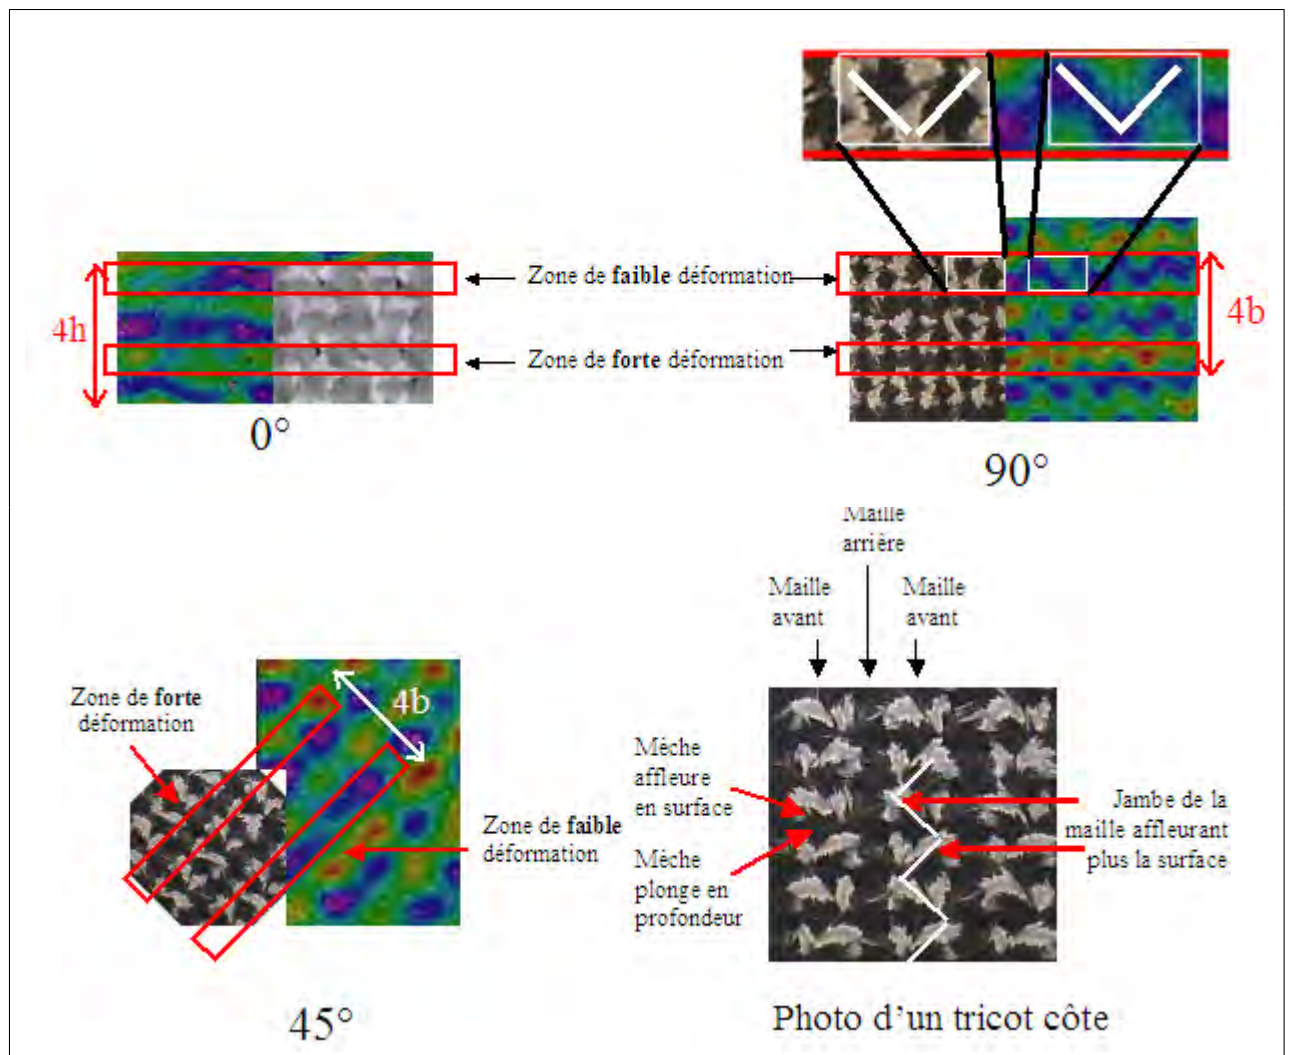 Zone de faible déformation
4h
4b
Zone de forte déformation
0°
90°
Maille
arrière
Maille
avant
Maille
avant
Zone de forte
déformation
4b
Mèche
affleure
en surface
Jambe de la
maille affleurant
plus la surface
Zone de faible
déformation
Mèche
plonge en
profondeur
45°
Photo d'un tricot côte